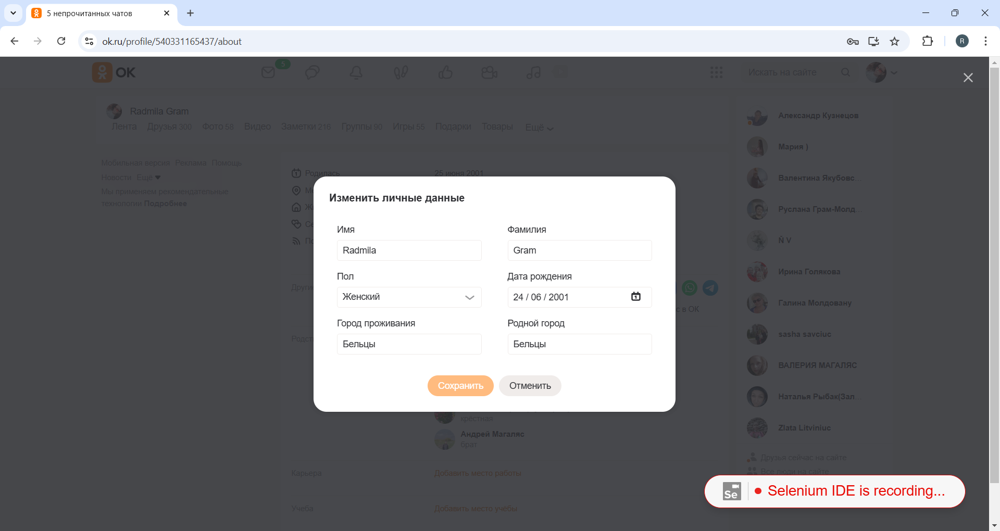 5 непрочитанных чатов
ok.ru/profile/540331165437/about
R
OK
5
Искать на сайте
Radmila Gram
Лента Друзья 300 Фото 58 Видео Заметки 216 Группы 90 Игры 55 Подарки Товары Ещё
Мобильная версия Реклама Помощь
Новости Ещё
Мы применяем рекомендательные
технологии Подробнее
Родилась 25 июня 2001
Изменить личные данные
Имя
Фамилия
Radmila
Gram
Пол
Дата рождения
Женский
24 / 06 / 2001
Город проживания
Родной город
Бельцы
Бельцы
Сохранить
Отменить
с в ОК
крёстная
Андрей Магаляс
брат
Карьера
Добавить место работы
Учеба
Добавить место учёбы
Александр Кузнецов
Мария )
Валентина Якубовс...
Руслана Грам-Молд...
Ñ V
Ирина Голякова
Галина Молдовану
sasha savciuc
ВАЛЕРИЯ МАГАЛЯС
Наталья Рыбак(Зал...
Zlata Litviniuc
Друзья сейчас на сайте
Все люди на сайте
Se
Selenium IDE is recording...